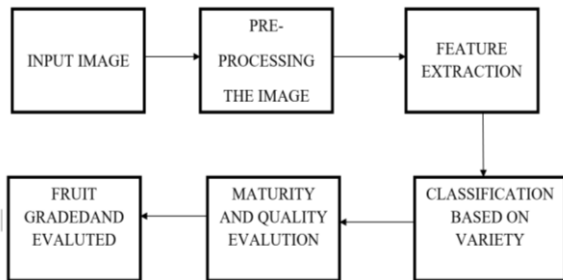 INPUT IMAGE
PRE-
PROCESSING
THE IMAGE
FEATURE
EXTRACTION
CLASSIFICATION
BASED ON
VARIETY
MATURITY
AND QUALITY
EVALUTION
FRUIT
GRADEDAND
EVALUTED